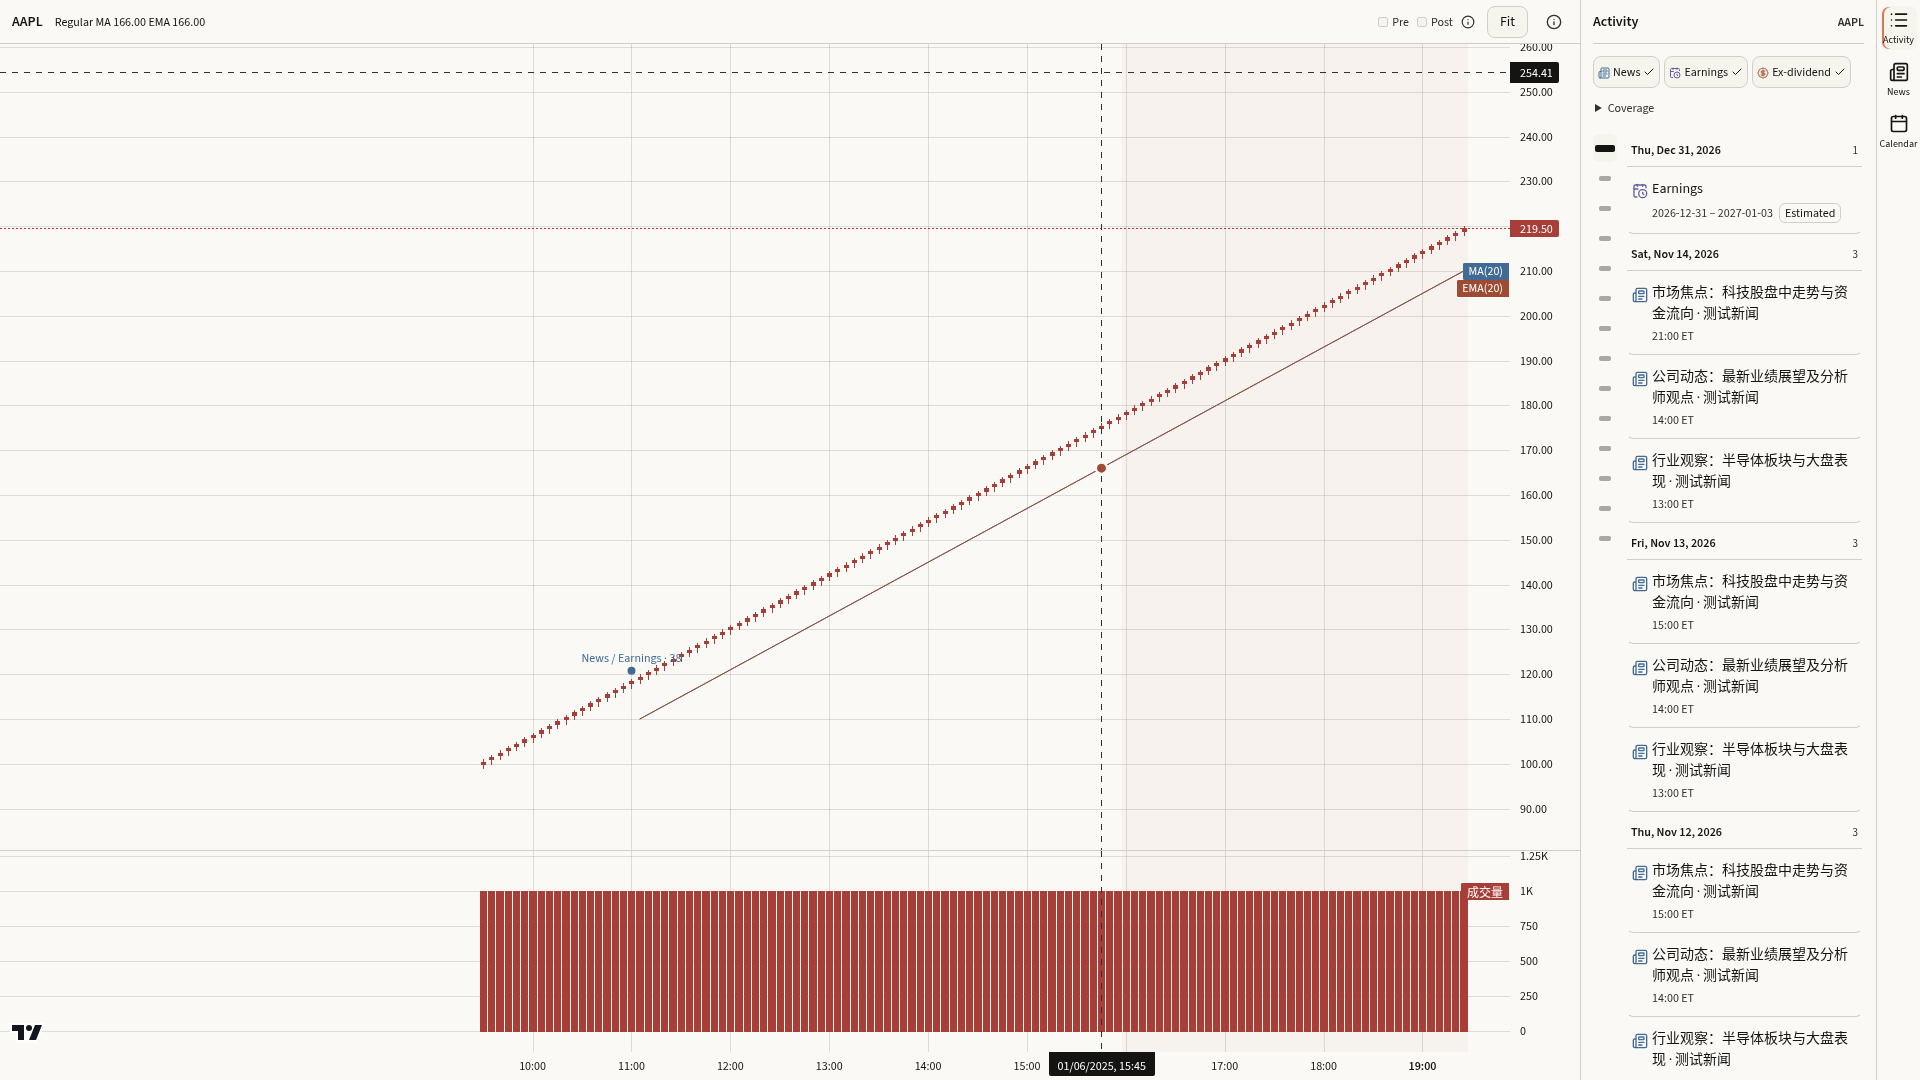 AAPL Regular MA 166.00 EMA 166.00
Pre Post Fit
260.00
254.41
250.00
240.00
230.00
219.50
210.00
MA(20)
EMA(20)
200.00
190.00
180.00
170.00
160.00
150.00
140.00
130.00
News / Earnings · 38
120.00
110.00
100.00
90.00
1.25K
成交量 1K
750
500
250
0
10:00 11:00 12:00 13:00 14:00 15:00 01/06/2025, 15:45 17:00 18:00 19:00
Activity AAPL
News Earnings Ex-dividend
Coverage
Thu, Dec 31, 2026 1
Earnings
2026-12-31 – 2027-01-03 Estimated
Sat, Nov 14, 2026 3
市场焦点：科技股盘中走势与资
金流向 · 测试新闻
21:00 ET
公司动态：最新业绩展望及分析
师观点 · 测试新闻
14:00 ET
行业观察：半导体板块与大盘表
现 · 测试新闻
13:00 ET
Fri, Nov 13, 2026 3
市场焦点：科技股盘中走势与资
金流向 · 测试新闻
15:00 ET
公司动态：最新业绩展望及分析
师观点 · 测试新闻
14:00 ET
行业观察：半导体板块与大盘表
现 · 测试新闻
13:00 ET
Thu, Nov 12, 2026 3
市场焦点：科技股盘中走势与资
金流向 · 测试新闻
15:00 ET
公司动态：最新业绩展望及分析
师观点 · 测试新闻
14:00 ET
行业观察：半导体板块与大盘表
现 · 测试新闻
Activity
News
Calendar